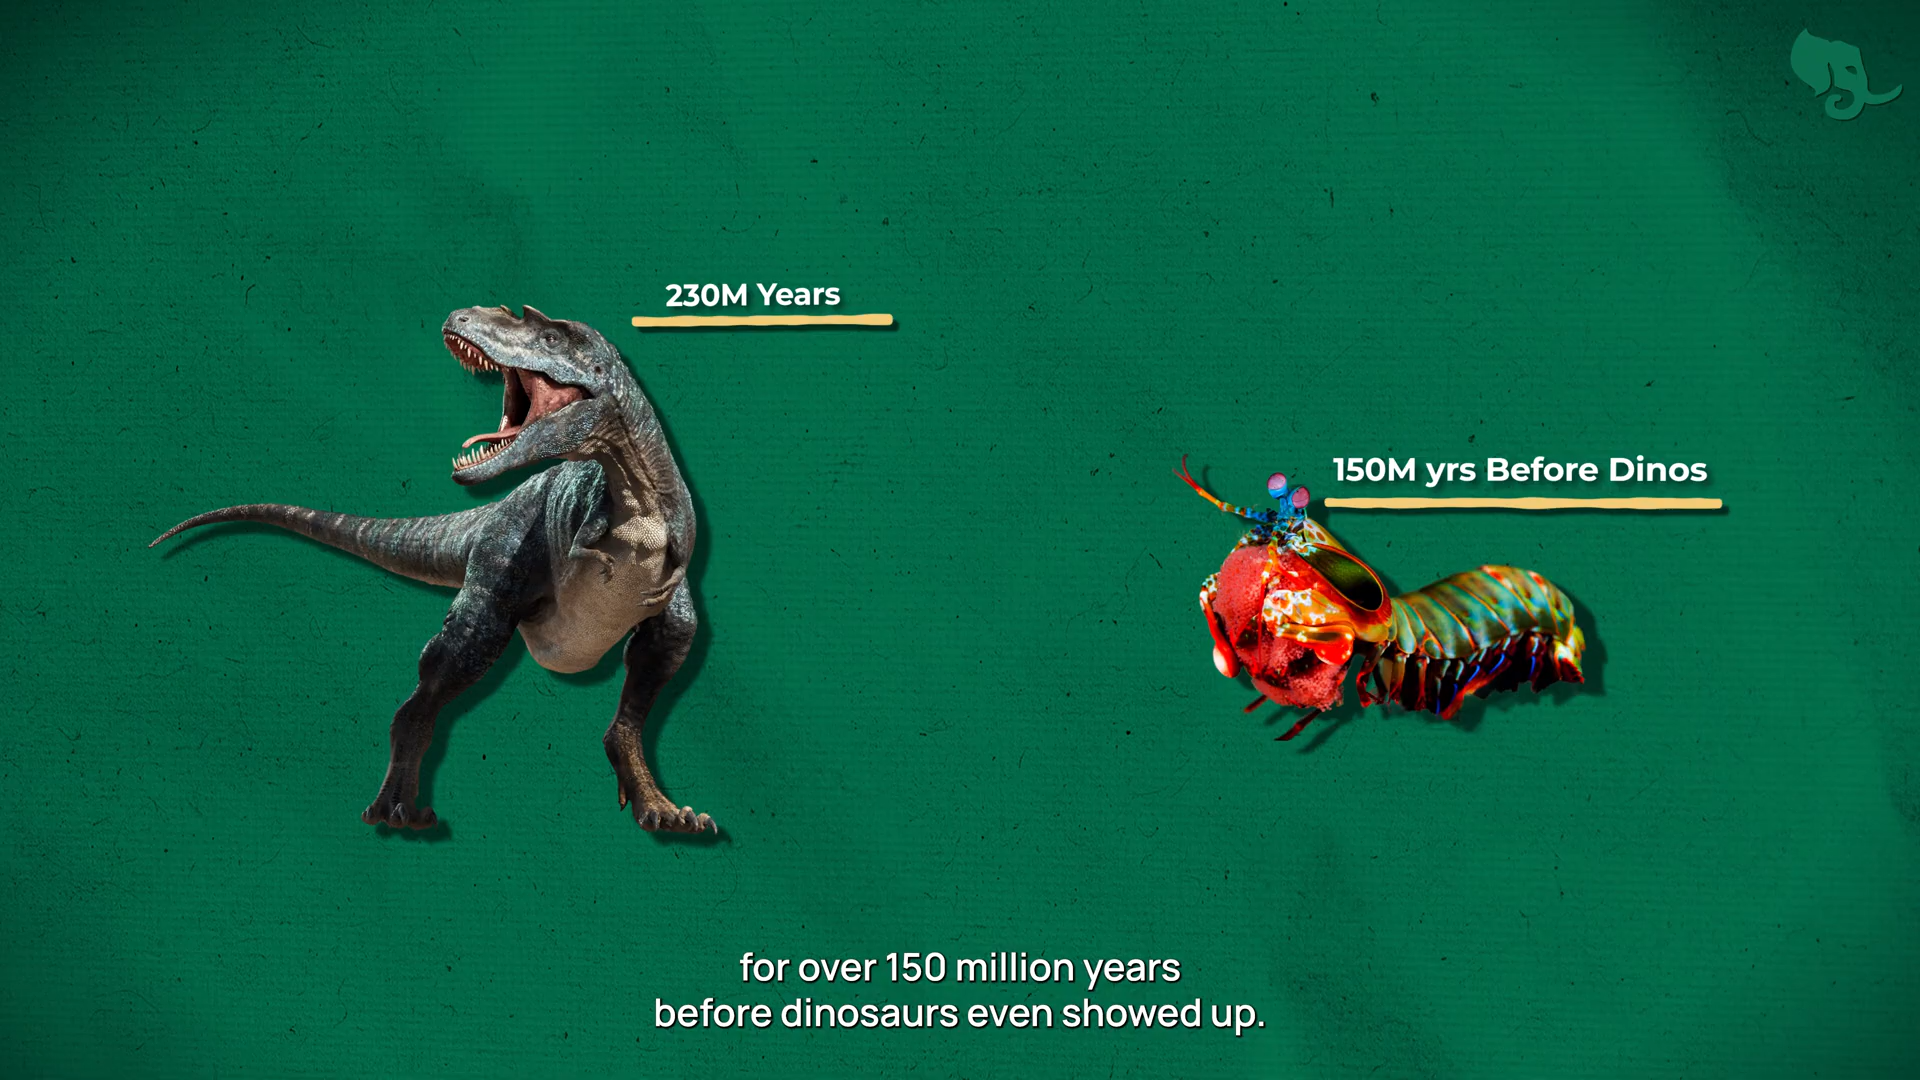 230M Years
150M yrs Before Dinos
for over 150 million years
before dinosaurs even showed up.